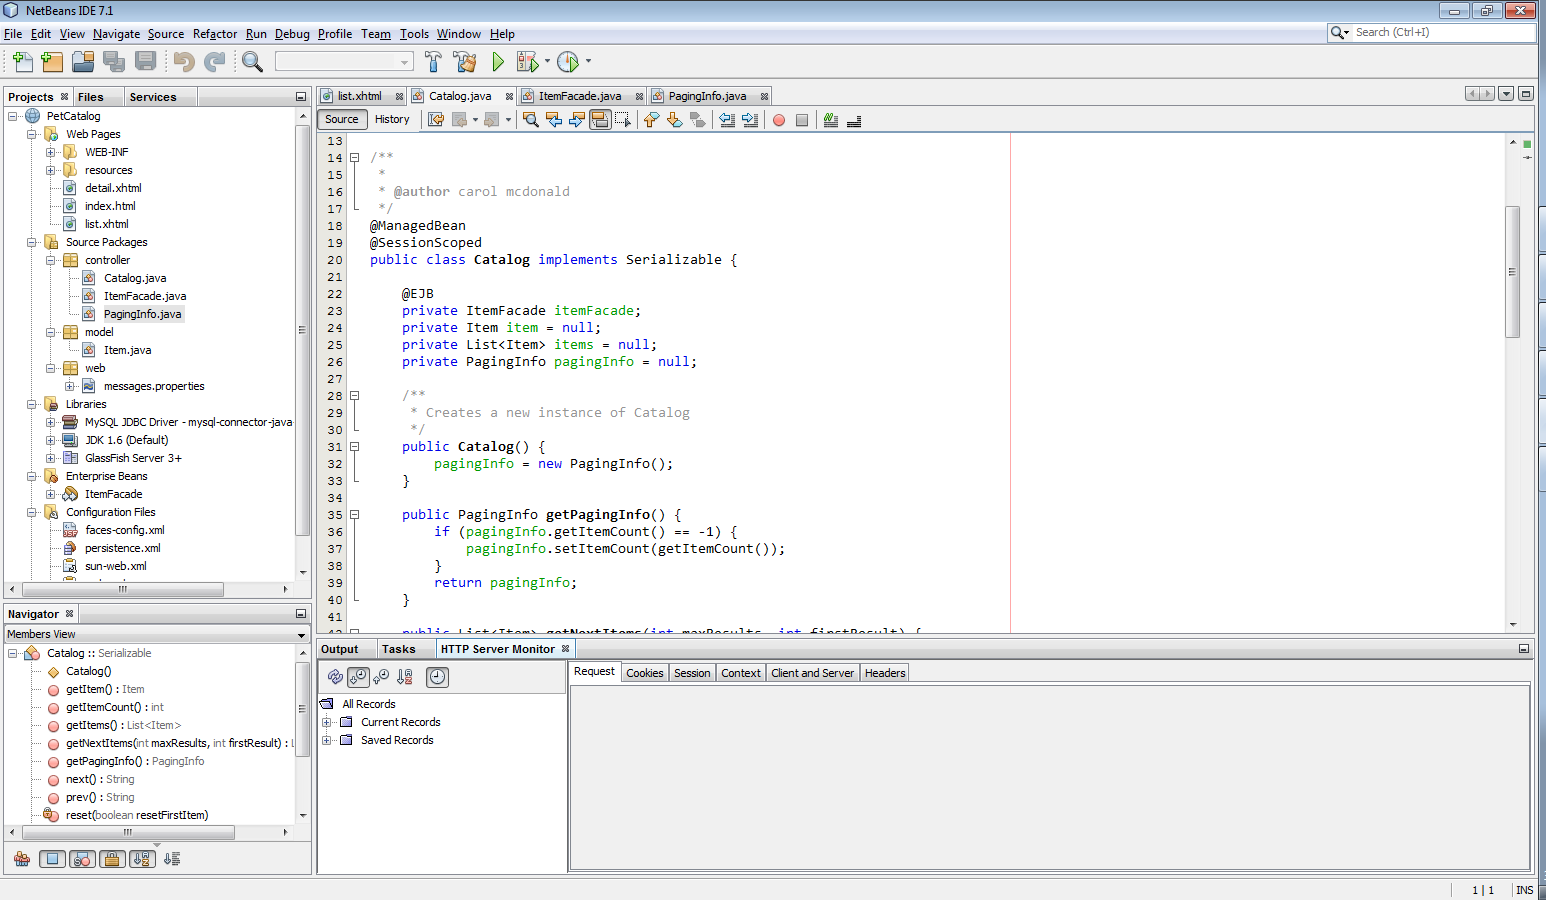 NetBeans IDE 7.1
File Edit View Navigate Source Refactor Run Debug Profile Team Tools Window Help
Search (Ctrl+I)
Projects Files Services
PetCatalog
Web Pages
WEB-INF
resources
detail.xhtml
index.html
list.xhtml
Source Packages
controller
Catalog.java
ItemFacade.java
PagingInfo.java
model
Item.java
web
messages.properties
Libraries
MySQL JDBC Driver - mysql-connector-java-
JDK 1.6 (Default)
GlassFish Server 3+
Enterprise Beans
ItemFacade
Configuration Files
faces-config.xml
persistence.xml
sun-web.xml
Navigator
Members View
Catalog :: Serializable
Catalog()
getItem() : Item
getItemCount() : int
getItems() : List<Item>
getNextItems(int maxResults, int firstResult) : L
getPagingInfo() : PagingInfo
next() : String
prev() : String
reset(boolean resetFirstItem)
list.xhtml Catalog.java ItemFacade.java PagingInfo.java
Source History
13
14 /**
15 *
16 * @author carol mcdonald
17 */
18 @ManagedBean
19 @SessionScoped
20 public class Catalog implements Serializable {
21
22 @EJB
23 private ItemFacade itemFacade;
24 private Item item = null;
25 private List<Item> items = null;
26 private PagingInfo pagingInfo = null;
27
28 /**
29 * Creates a new instance of Catalog
30 */
31 public Catalog() {
32 pagingInfo = new PagingInfo();
33 }
34
35 public PagingInfo getPagingInfo() {
36 if (pagingInfo.getItemCount() == -1) {
37 pagingInfo.setItemCount(getItemCount());
38 }
39 return pagingInfo;
40 }
41
42 public List<Item> getNextItems(int maxResults, int firstResult) {
Output Tasks HTTP Server Monitor
All Records
Current Records
Saved Records
Request Cookies Session Context Client and Server Headers
1 | 1 INS